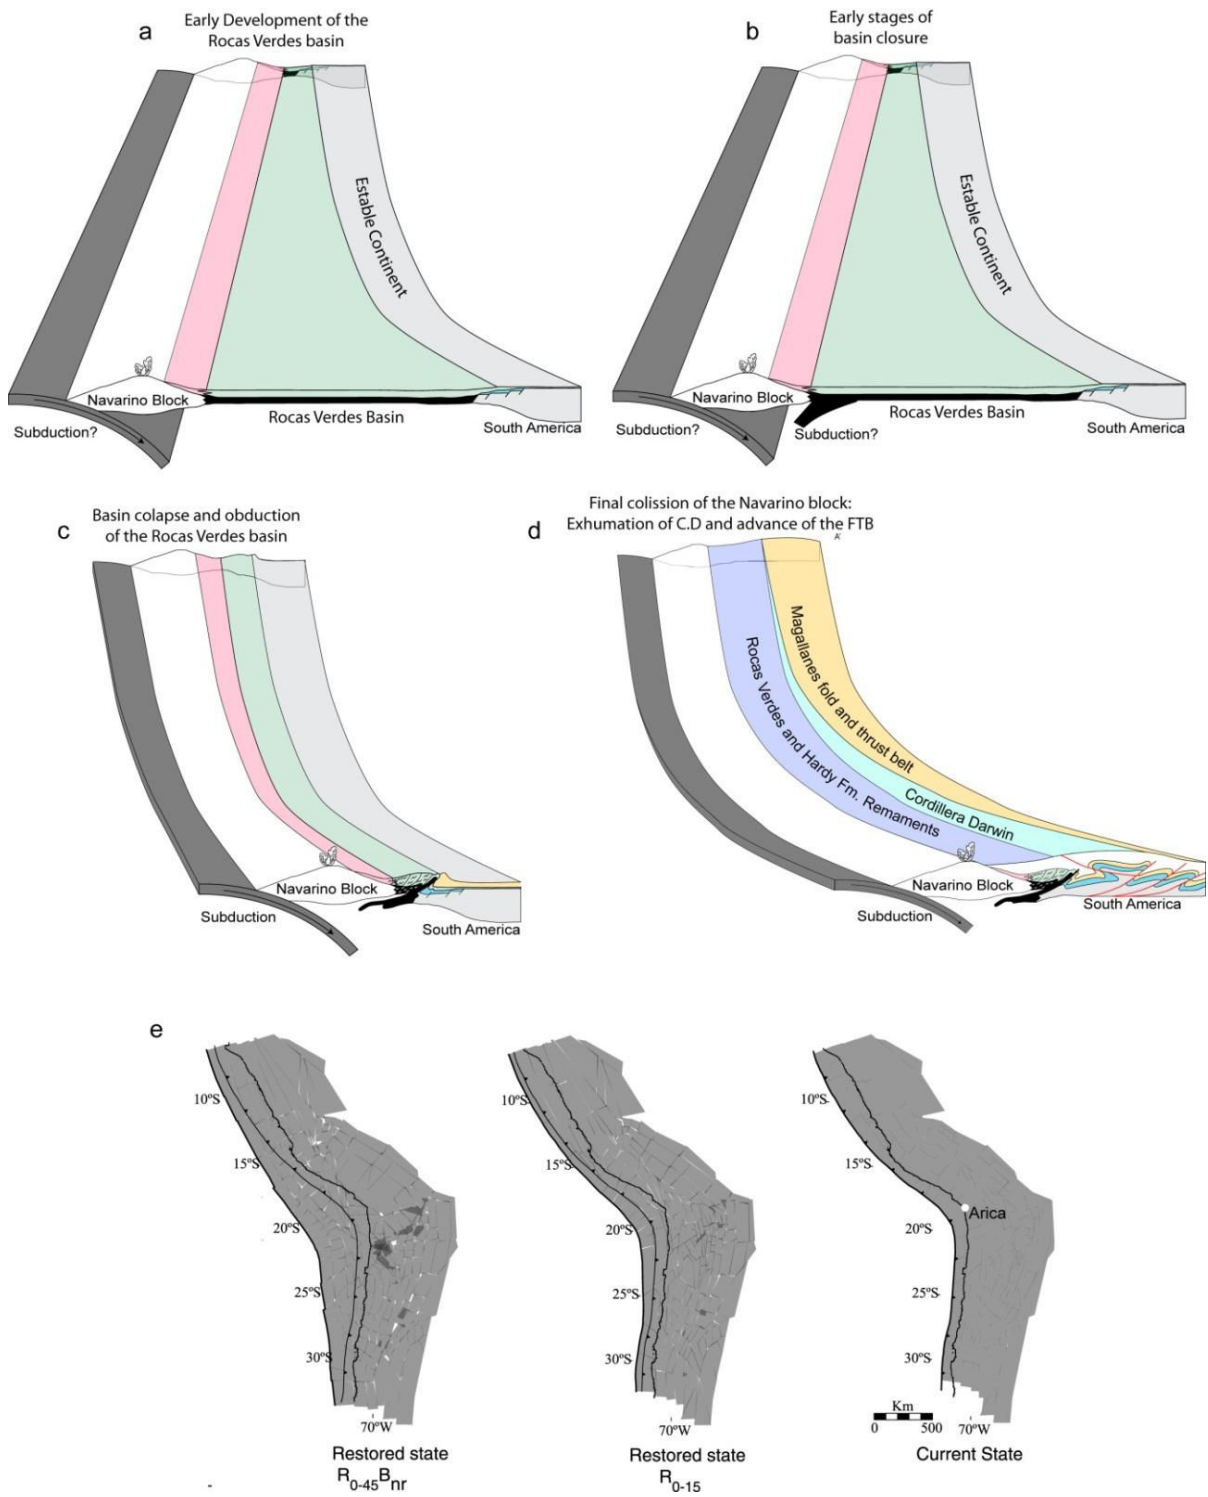 a
Early Development of the
Rocas Verdes basin
Estable Continent
Navarino Block
Rocas Verdes Basin
Subduction?
South America
b
Early stages of
basin closure
Estable Continent
Navarino Block
Rocas Verdes Basin
Subduction?
Subduction?
South America
c
Basin colapse and obduction
of the Rocas Verdes basin
Navarino Block
Subduction
South America
d
Final colission of the Navarino block:
Exhumation of C.D and advance of the FTB
A'
Magallanes fold and thrust belt
Rocas Verdes and Hardy Fm. Remaments
Cordillera Darwin
Navarino Block
Subduction
South America
e
10ºS
15ºS
20ºS
25ºS
30ºS
70ºW
Restored state
R0-45Bnr
10ºS
15ºS
20ºS
25ºS
30ºS
70ºW
Restored state
R0-15
10ºS
15ºS
Arica
20ºS
25ºS
30ºS
Km
0 500
70ºW
Current State